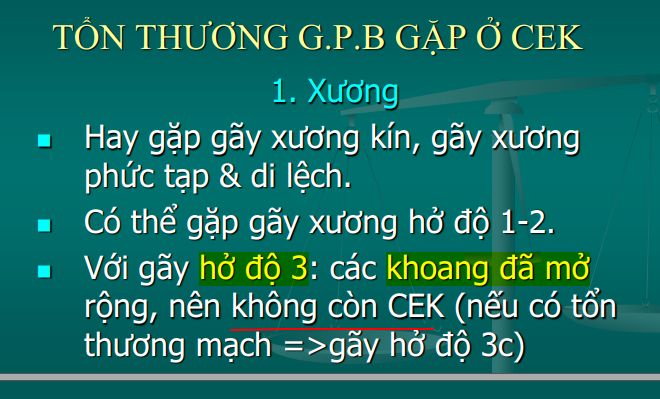 TỔN THƯƠNG G.P.B GẶP Ở CEK
1. Xương
Hay gặp gãy xương kín, gãy xương
phức tạp & di lệch.
Có thể gặp gãy xương hở độ 1-2.
Với gãy hở độ 3: các khoang đã mở
rộng, nên không còn CEK (nếu có tổn
thương mạch =>gãy hở độ 3c)